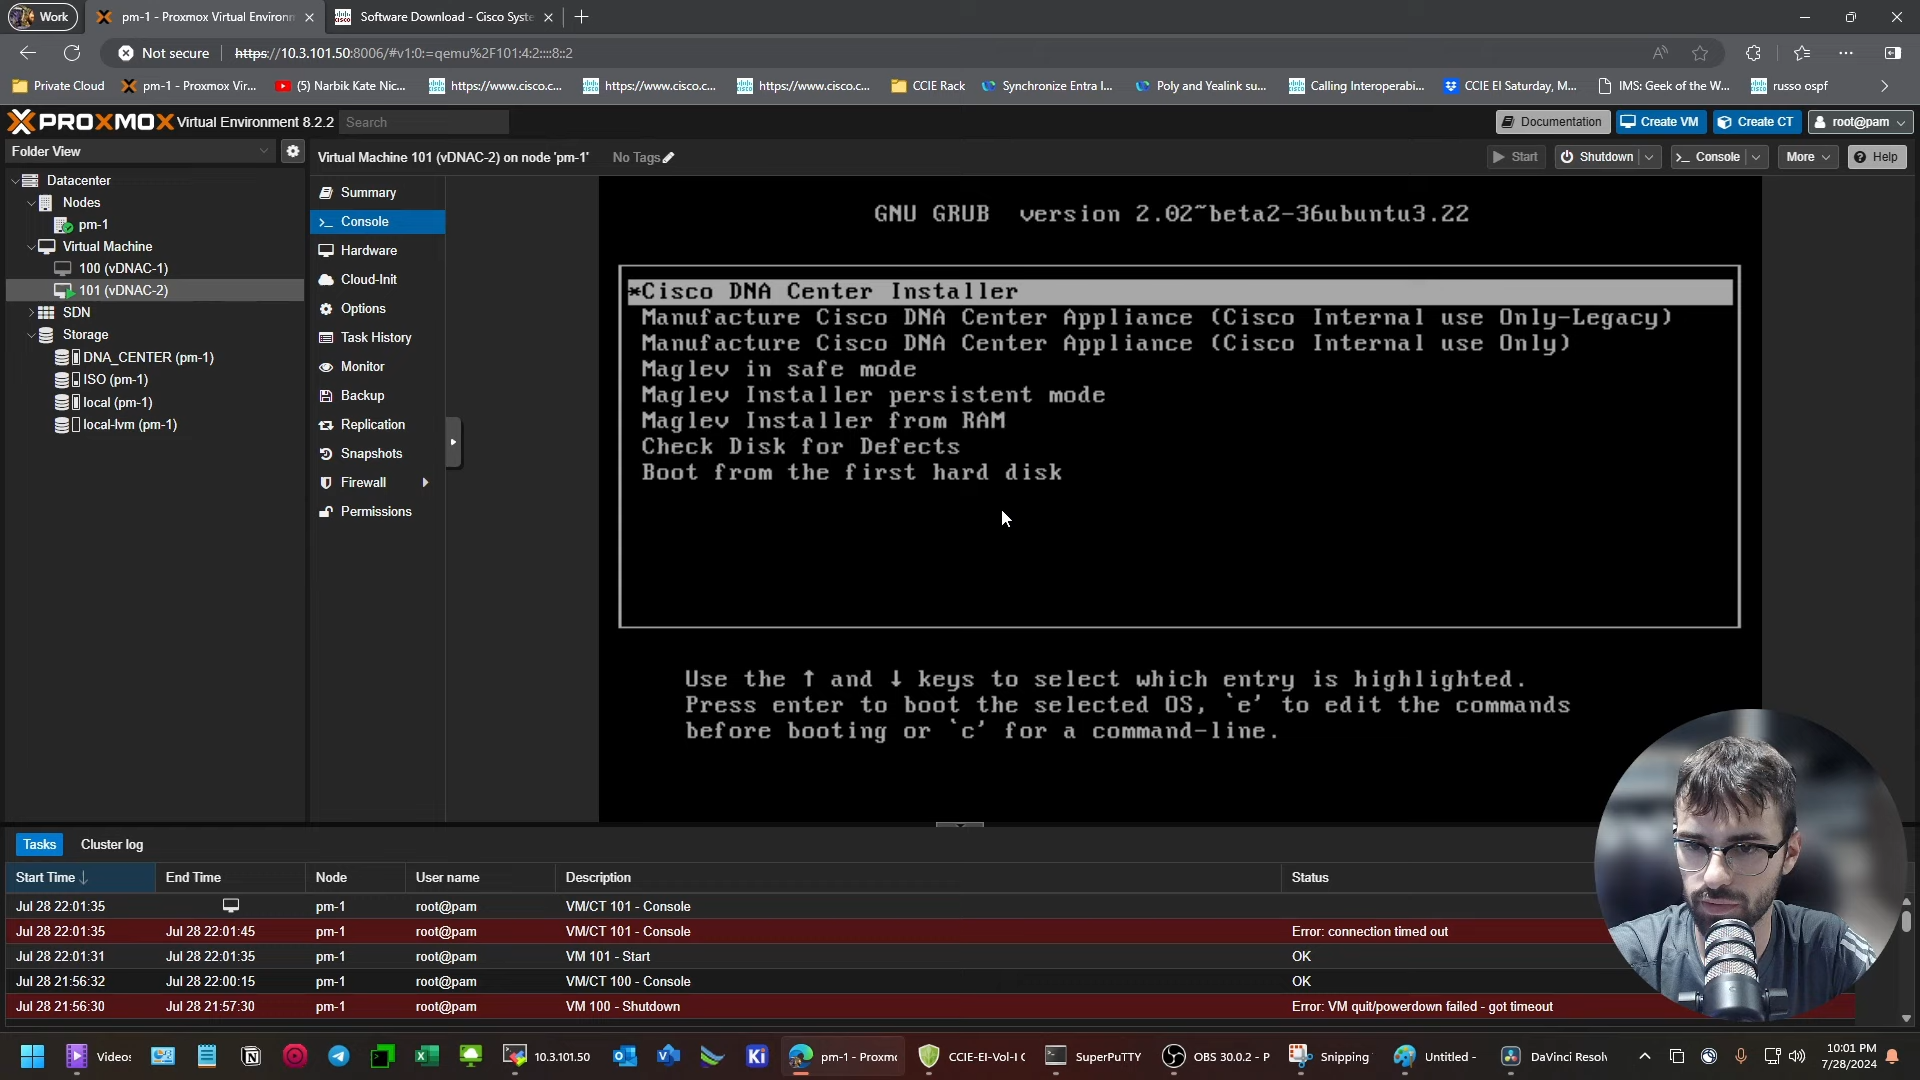 Work
pm-1 - Proxmox Virtual Environm
Software Download - Cisco Syste
Not secure
https://10.3.101.50:8006/#v1:0:=qemu%2F101:4:2::::8::2
Private Cloud
pm-1 - Proxmox Vir...
(5) Narbik Kate Nic...
https://www.cisco.c...
https://www.cisco.c...
https://www.cisco.c...
CCIE Rack
Synchronize Entra I...
Poly and Yealink su...
Calling Interoperabi...
CCIE EI Saturday, M...
IMS: Geek of the W...
russo ospf
PROXMOX Virtual Environment 8.2.2
Search
Documentation
Create VM
Create CT
root@pam
Folder View
Virtual Machine 101 (vDNAC-2) on node 'pm-1'
No Tags
Start
Shutdown
Console
More
Help
Datacenter
Nodes
pm-1
Virtual Machine
100 (vDNAC-1)
101 (vDNAC-2)
SDN
Storage
DNA_CENTER (pm-1)
ISO (pm-1)
local (pm-1)
local-lvm (pm-1)
Summary
Console
Hardware
Cloud-Init
Options
Task History
Monitor
Backup
Replication
Snapshots
Firewall
Permissions
GNU GRUB version 2.02~beta2-36ubuntu3.22
*Cisco DNA Center Installer
Manufacture Cisco DNA Center Appliance (Cisco Internal use Only-Legacy)
Manufacture Cisco DNA Center Appliance (Cisco Internal use Only)
Maglev in safe mode
Maglev Installer persistent mode
Maglev Installer from RAM
Check Disk for Defects
Boot from the first hard disk
Use the ↑ and ↓ keys to select which entry is highlighted.
Press enter to boot the selected OS, `e' to edit the commands
before booting or `c' for a command-line.
Tasks
Cluster log
Start Time
End Time
Node
User name
Description
Status
Jul 28 22:01:35 pm-1 root@pam VM/CT 101 - Console
Jul 28 22:01:35 Jul 28 22:01:45 pm-1 root@pam VM/CT 101 - Console Error: connection timed out
Jul 28 22:01:31 Jul 28 22:01:35 pm-1 root@pam VM 101 - Start OK
Jul 28 21:56:32 Jul 28 22:00:15 pm-1 root@pam VM/CT 100 - Console OK
Jul 28 21:56:30 Jul 28 21:57:30 pm-1 root@pam VM 100 - Shutdown Error: VM quit/powerdown failed - got timeout
Videos
10.3.101.50
Ki
pm-1 - Proxmo
CCIE-EI-Vol-I C
SuperPuTTY
OBS 30.0.2 - P
Snipping
Untitled -
DaVinci Resolv
10:01 PM
7/28/2024